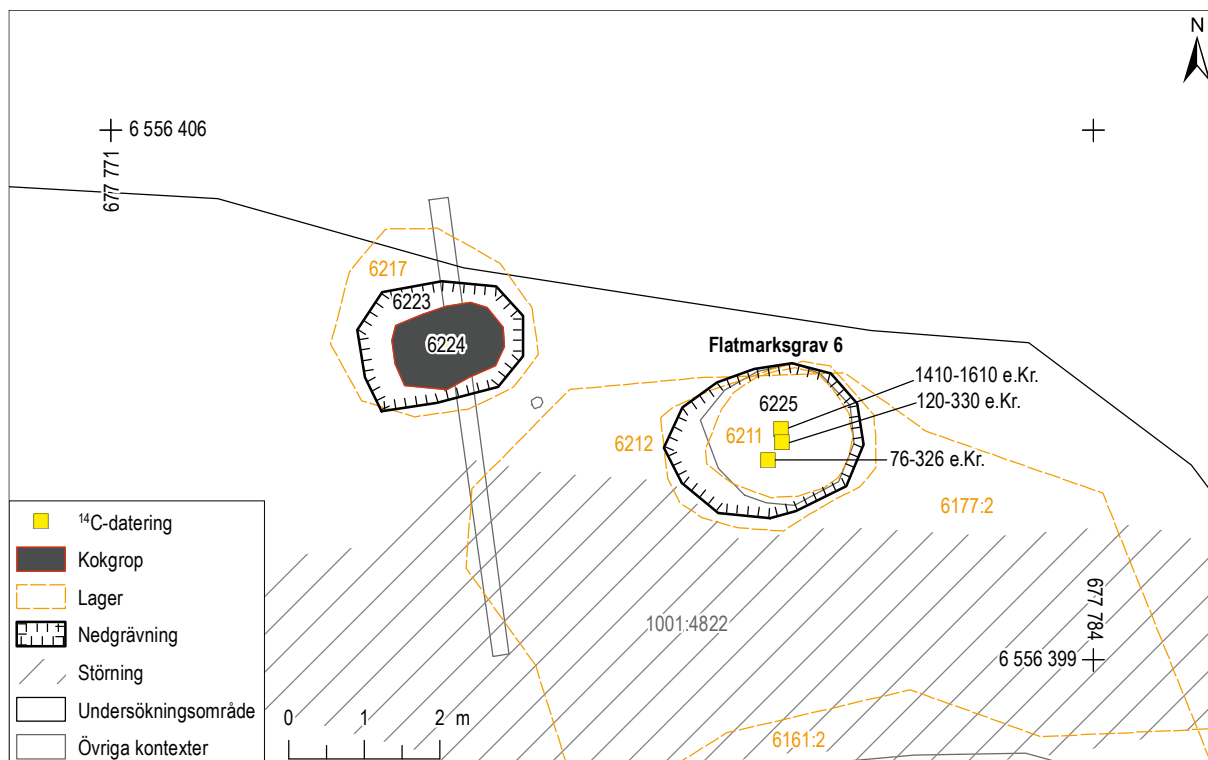 N
6 556 406
677 771
6217
6223
6224
Flatmarksgrav 6
1410-1610 e.Kr.
6225
120-330 e.Kr.
6212
6211
76-326 e.Kr.
6177:2
14C-datering
Kokgrop
Lager
Nedgrävning
Störning
Undersökningsområde
Övriga kontexter
1001:4822
677 784
6 556 399
0 1 2 m
6161:2